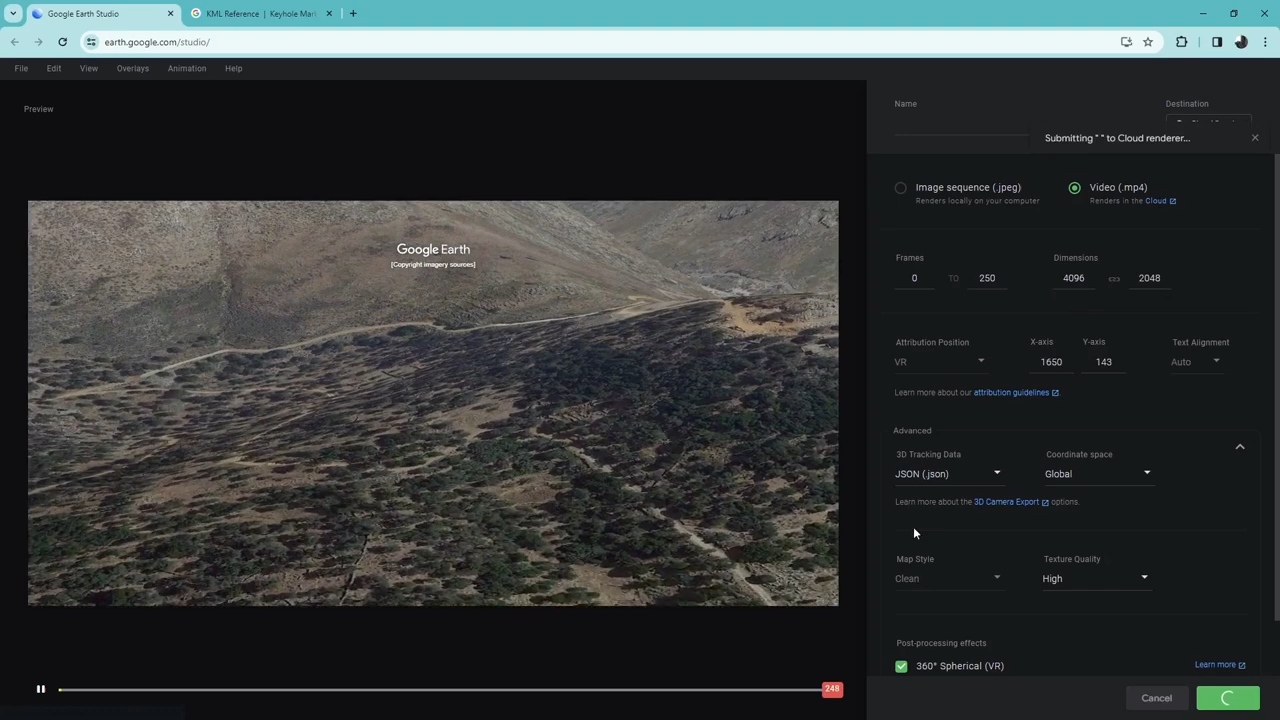 Google Earth Studio
KML Reference | Keyhole Mar
earth.google.com/studio/
File Edit View Overlays Animation Help
Preview
Google Earth
[Copyright imagery sources]
248
Name
Destination
Submitting " " to Cloud renderer...
Image sequence (.jpeg)
Renders locally on your computer
Video (.mp4)
Renders in the Cloud
Frames
0 TO 250
Dimensions
4096 2048
Attribution Position
VR
X-axis
1650
Y-axis
143
Text Alignment
Auto
Learn more about our attribution guidelines.
Advanced
3D Tracking Data
JSON (.json)
Coordinate space
Global
Learn more about the 3D Camera Export options.
Map Style
Clean
Texture Quality
High
Post-processing effects
360° Spherical (VR)
Learn more
Cancel